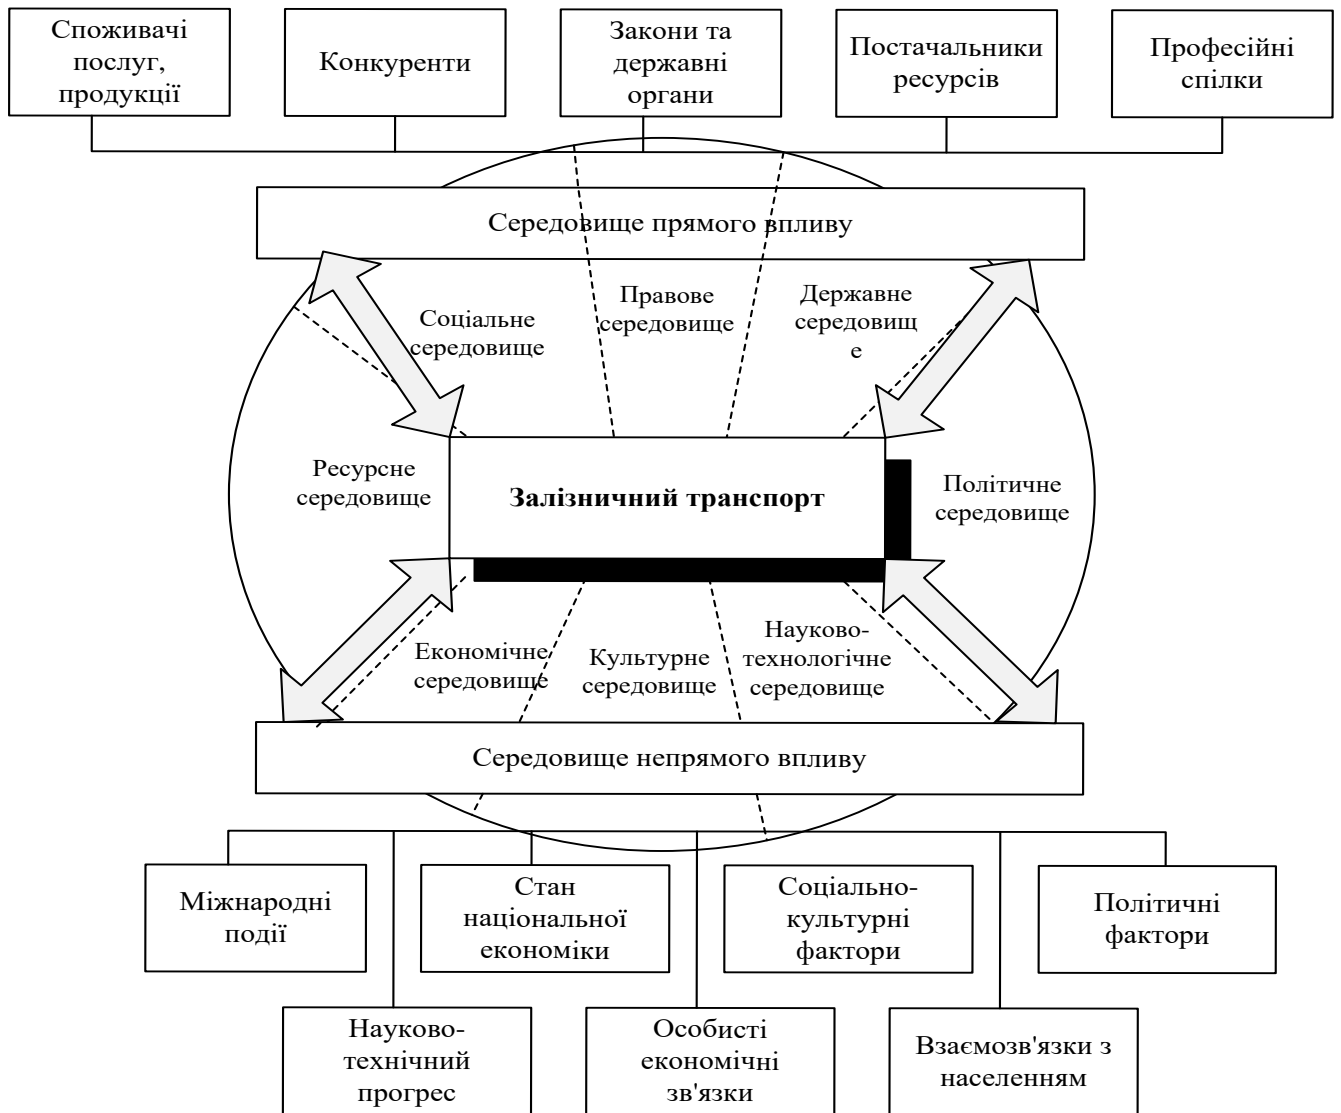 Споживачі
послуг,
продукції
Конкуренти
Закони та
державні
органи
Постачальники
ресурсів
Професійні
спілки
Середовище прямого впливу
Соціальне
середовище
Правове
середовище
Державне
середовищ
е
Ресурсне
середовище
Залізничний транспорт
Політичне
середовище
Економічне
середовище
Культурне
середовище
Науково-
технологічне
середовище
Середовище непрямого впливу
Міжнародні
події
Стан
національної
економіки
Соціально-
культурні
фактори
Політичні
фактори
Науково-
технічний
прогрес
Особисті
економічні
зв'язки
Взаємозв'язки з
населенням